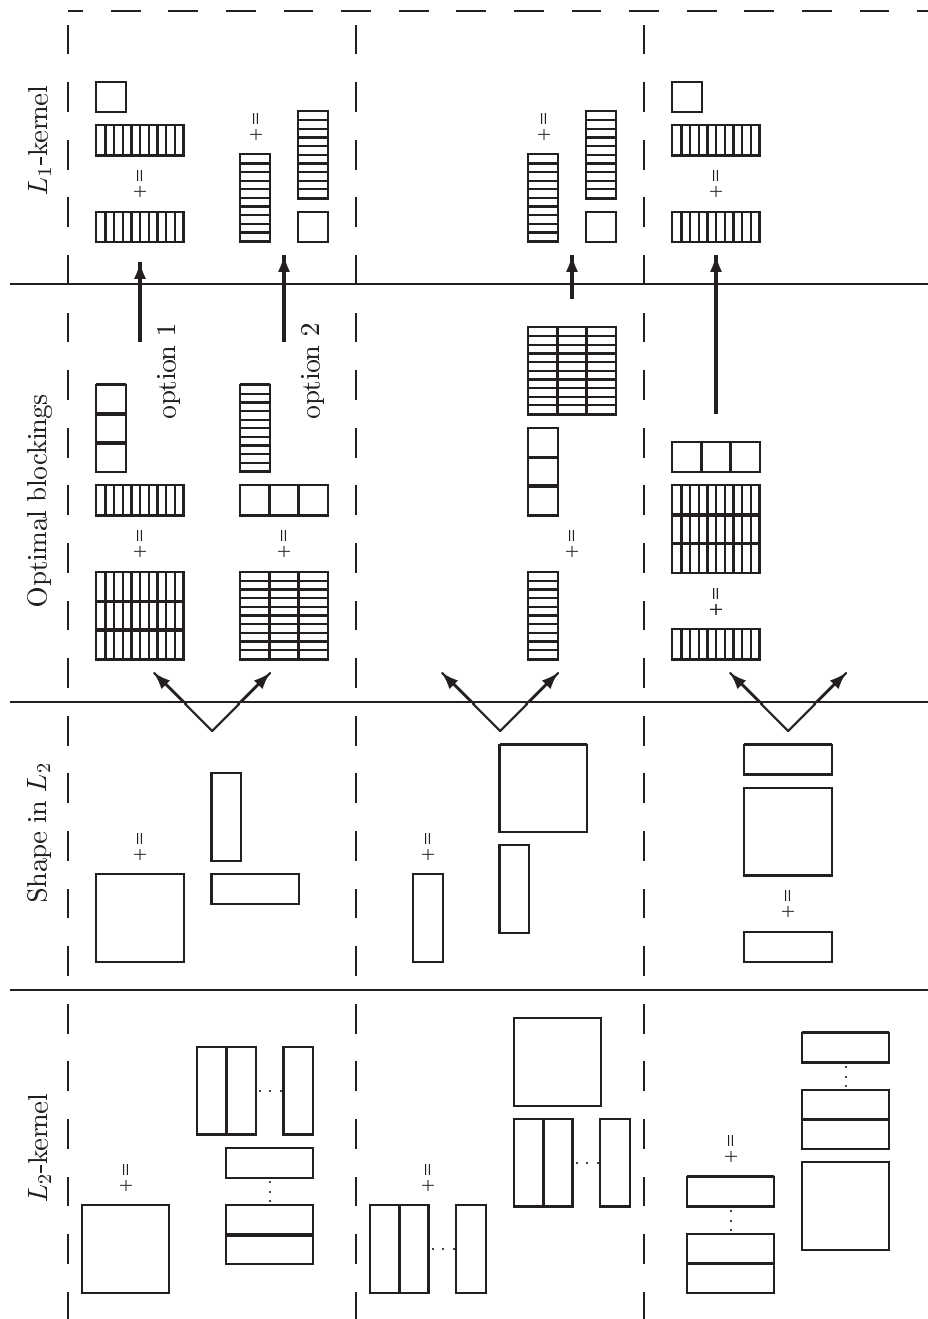 L₂-kernel Shape in L₂ Optimal blockings L₁-kernel
+= += += +=
option 1
+= +=
option 2
+= +=
+= +=
+= +=
+= +=